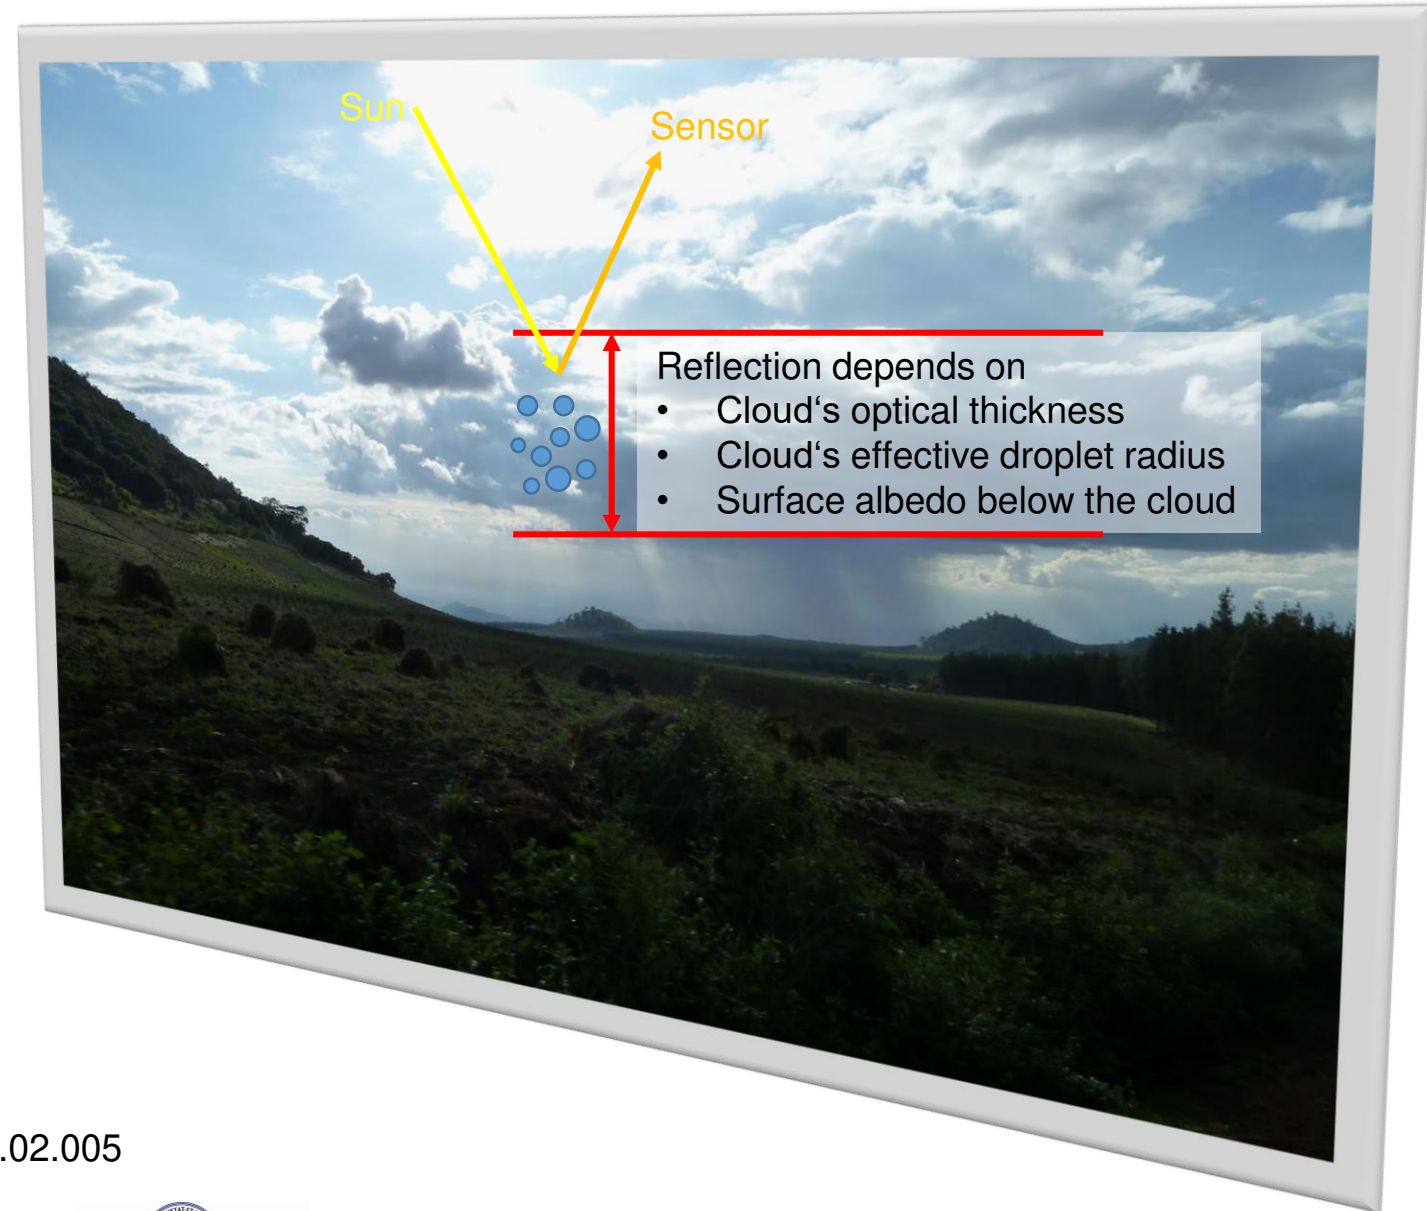 Sun
Sensor
Reflection depends on
• Cloud‘s optical thickness
• Cloud‘s effective droplet radius
• Surface albedo below the cloud
.02.005